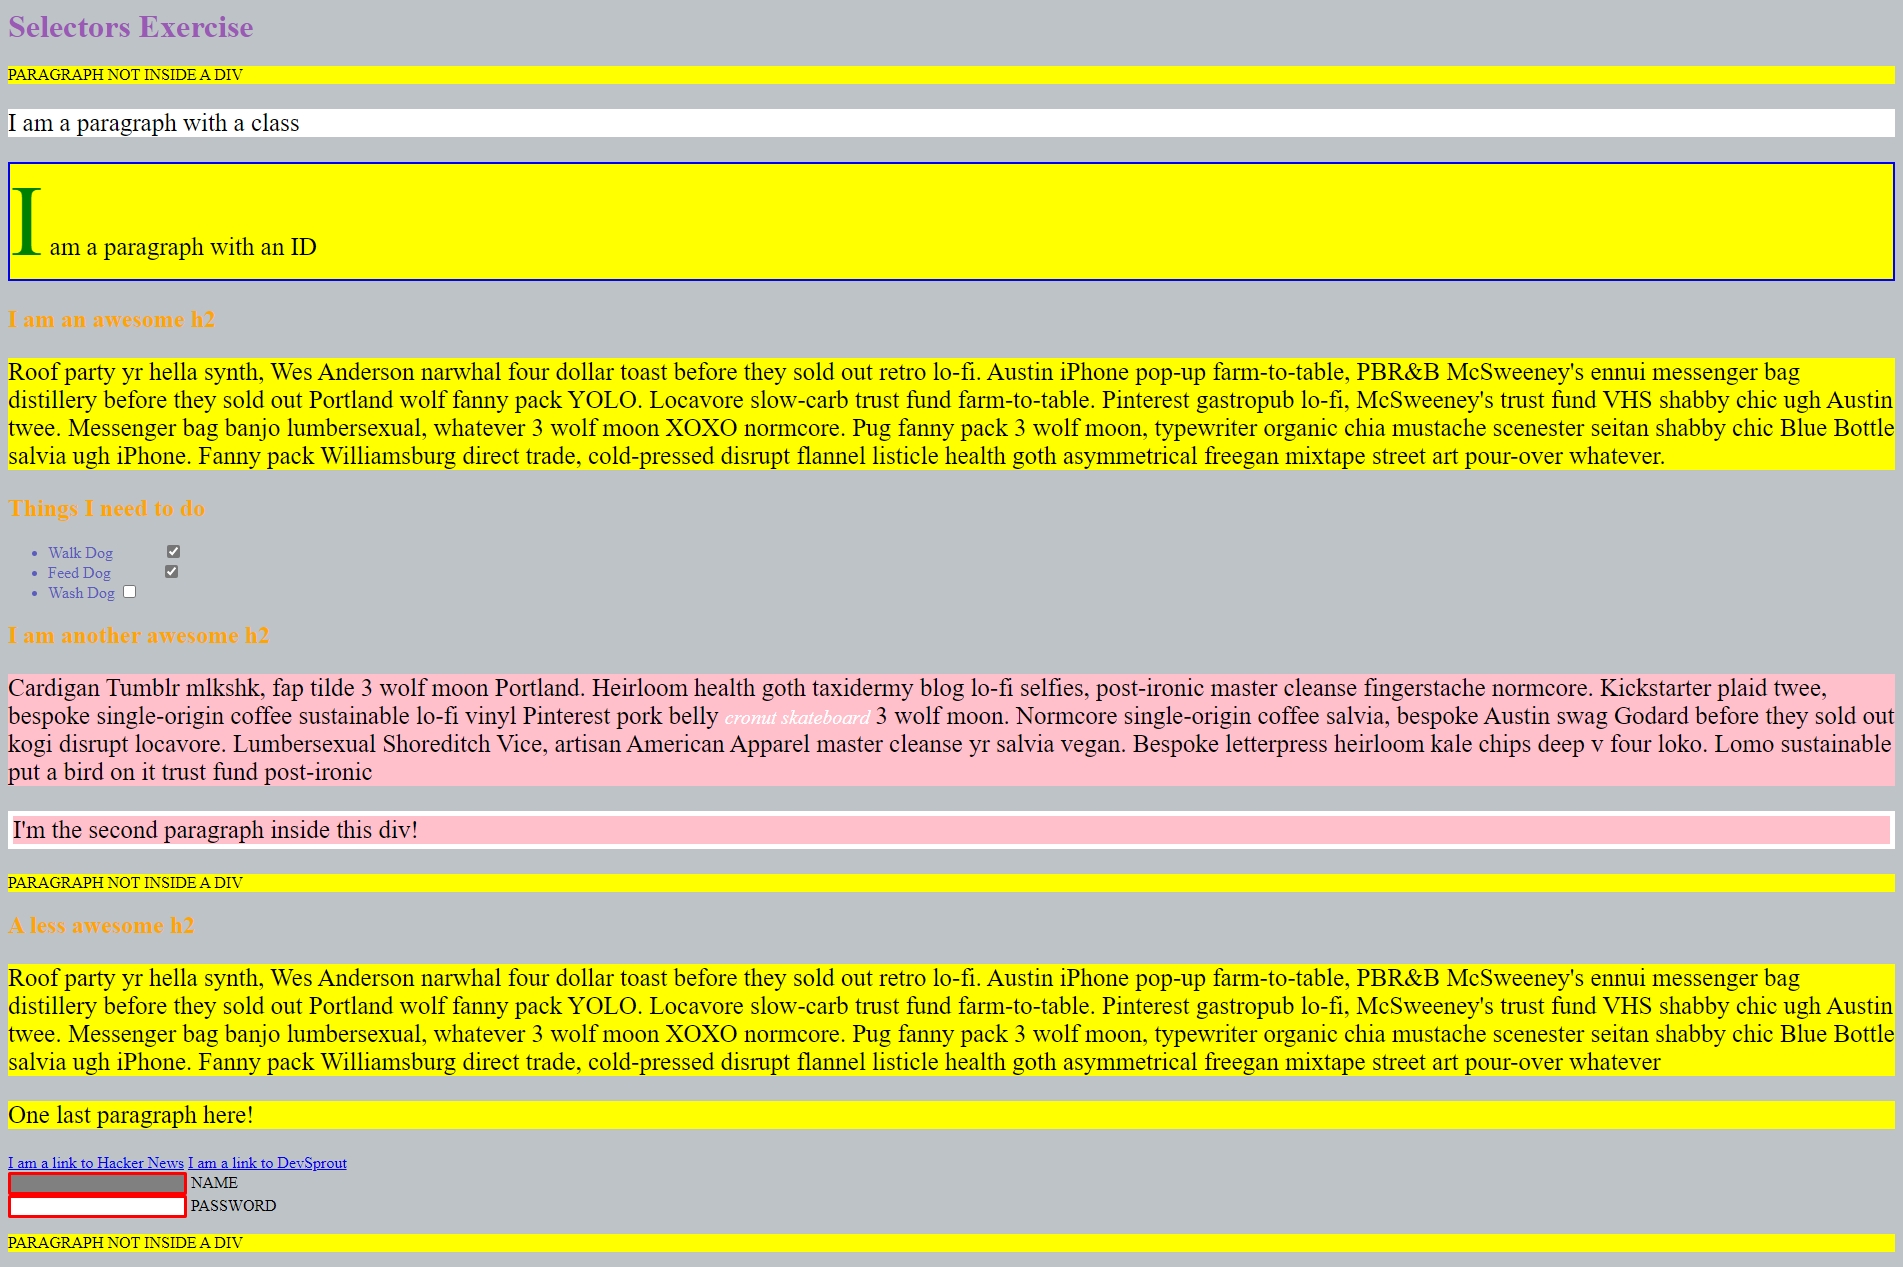 Selectors Exercise
PARAGRAPH NOT INSIDE A DIV
I am a paragraph with a class
I am a paragraph with an ID
I am an awesome h2
Roof party yr hella synth, Wes Anderson narwhal four dollar toast before they sold out retro lo-fi. Austin iPhone pop-up farm-to-table, PBR&B McSweeney's ennui messenger bag
distillery before they sold out Portland wolf fanny pack YOLO. Locavore slow-carb trust fund farm-to-table. Pinterest gastropub lo-fi, McSweeney's trust fund VHS shabby chic ugh Austin
twee. Messenger bag banjo lumbersexual, whatever 3 wolf moon XOXO normcore. Pug fanny pack 3 wolf moon, typewriter organic chia mustache scenester seitan shabby chic Blue Bottle
salvia ugh iPhone. Fanny pack Williamsburg direct trade, cold-pressed disrupt flannel listicle health goth asymmetrical freegan mixtape street art pour-over whatever.
Things I need to do
• Walk Dog
• Feed Dog
• Wash Dog
I am another awesome h2
Cardigan Tumblr mlkshk, fap tilde 3 wolf moon Portland. Heirloom health goth taxidermy blog lo-fi selfies, post-ironic master cleanse fingerstache normcore. Kickstarter plaid twee,
bespoke single-origin coffee sustainable lo-fi vinyl Pinterest pork belly cronut skateboard 3 wolf moon. Normcore single-origin coffee salvia, bespoke Austin swag Godard before they sold out
kogi disrupt locavore. Lumbersexual Shoreditch Vice, artisan American Apparel master cleanse yr salvia vegan. Bespoke letterpress heirloom kale chips deep v four loko. Lomo sustainable
put a bird on it trust fund post-ironic
I'm the second paragraph inside this div!
PARAGRAPH NOT INSIDE A DIV
A less awesome h2
Roof party yr hella synth, Wes Anderson narwhal four dollar toast before they sold out retro lo-fi. Austin iPhone pop-up farm-to-table, PBR&B McSweeney's ennui messenger bag
distillery before they sold out Portland wolf fanny pack YOLO. Locavore slow-carb trust fund farm-to-table. Pinterest gastropub lo-fi, McSweeney's trust fund VHS shabby chic ugh Austin
twee. Messenger bag banjo lumbersexual, whatever 3 wolf moon XOXO normcore. Pug fanny pack 3 wolf moon, typewriter organic chia mustache scenester seitan shabby chic Blue Bottle
salvia ugh iPhone. Fanny pack Williamsburg direct trade, cold-pressed disrupt flannel listicle health goth asymmetrical freegan mixtape street art pour-over whatever
One last paragraph here!
I am a link to Hacker News I am a link to DevSprout
NAME
PASSWORD
PARAGRAPH NOT INSIDE A DIV